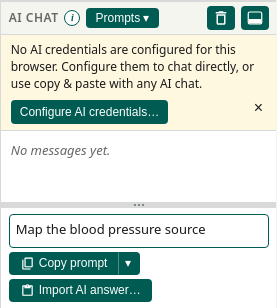 AI CHAT i Prompts ▾
No AI credentials are configured for this
browser. Configure them to chat directly, or
use copy & paste with any AI chat.
Configure AI credentials… ×
No messages yet.
Map the blood pressure source
Copy prompt ▾
Import AI answer…